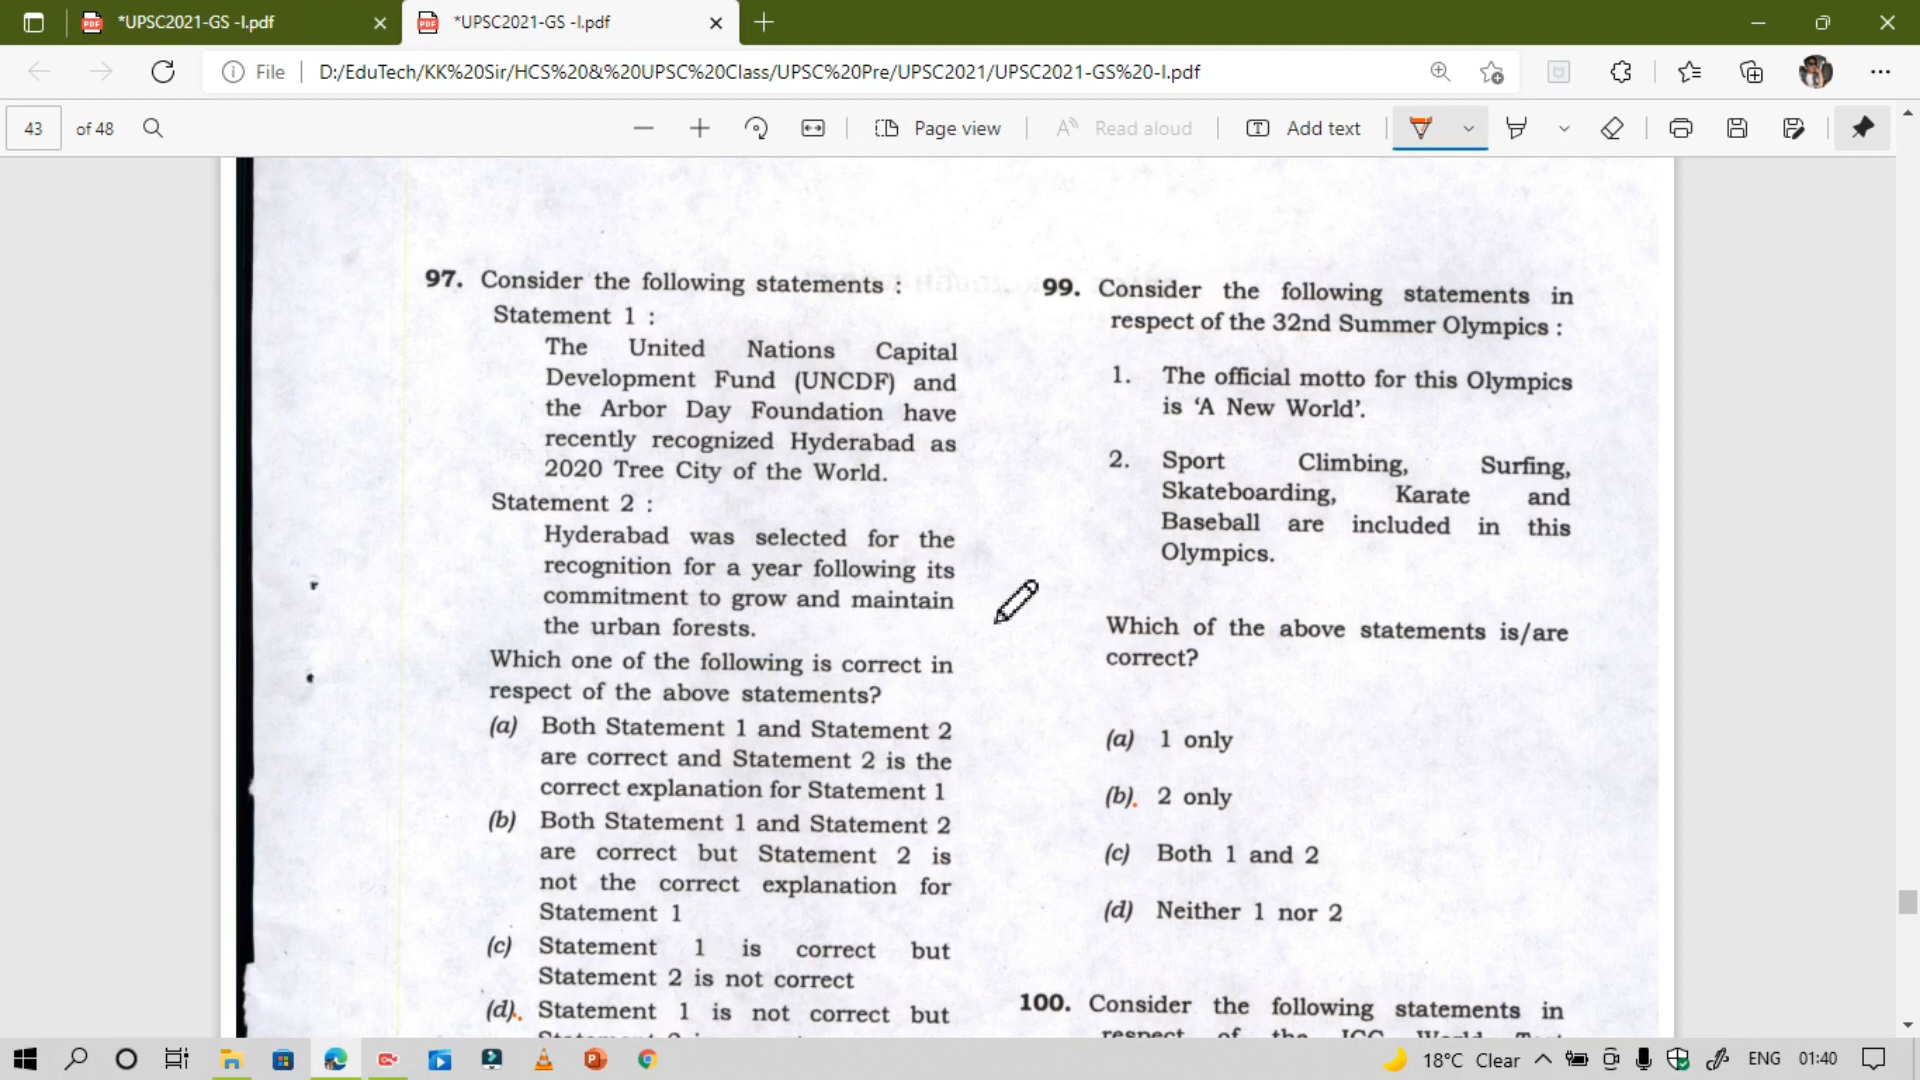 *UPSC2021-GS -I.pdf
*UPSC2021-GS -I.pdf
File
D:/EduTech/KK%20Sir/HCS%20&%20UPSC%20Class/UPSC%20Pre/UPSC2021/UPSC2021-GS%20-I.pdf
43 of 48
Page view
Read aloud
Add text
97. Consider the following statements :
Statement 1 :
The United Nations Capital
Development Fund (UNCDF) and
the Arbor Day Foundation have
recently recognized Hyderabad as
2020 Tree City of the World.
Statement 2 :
Hyderabad was selected for the
recognition for a year following its
commitment to grow and maintain
the urban forests.
Which one of the following is correct in
respect of the above statements?
(a) Both Statement 1 and Statement 2
are correct and Statement 2 is the
correct explanation for Statement 1
(b) Both Statement 1 and Statement 2
are correct but Statement 2 is
not the correct explanation for
Statement 1
(c) Statement 1 is correct but
Statement 2 is not correct
(d) Statement 1 is not correct but
99. Consider the following statements in
respect of the 32nd Summer Olympics :
1. The official motto for this Olympics
is ‘A New World’.
2. Sport Climbing, Surfing,
Skateboarding, Karate and
Baseball are included in this
Olympics.
Which of the above statements is/are
correct?
(a) 1 only
(b) 2 only
(c) Both 1 and 2
(d) Neither 1 nor 2
100. Consider the following statements in
respect of the ICC World Test
18°C Clear
ENG
01:40